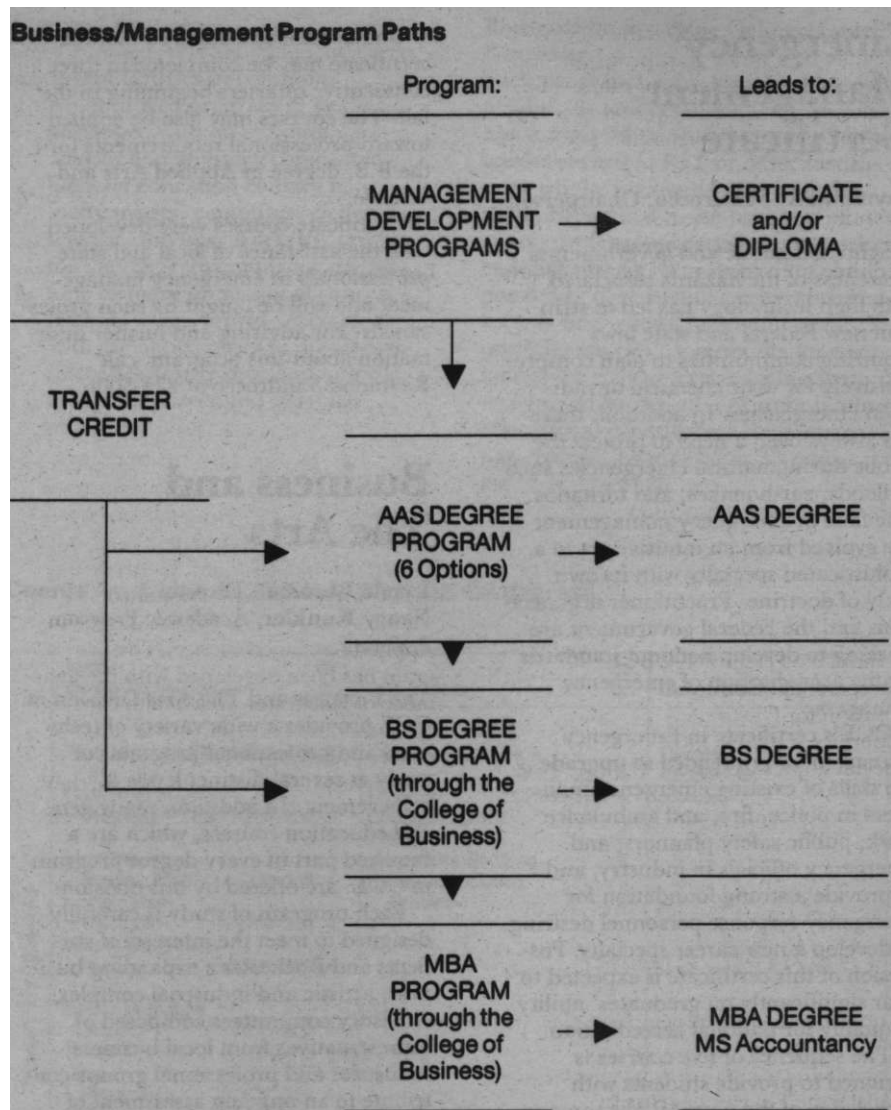 Business/Management Program Paths
Program:
Leads to:
MANAGEMENT
DEVELOPMENT
PROGRAMS
CERTIFICATE
and/or
DIPLOMA
TRANSFER
CREDIT
AAS DEGREE
PROGRAM
(6 Options)
AAS DEGREE
BS DEGREE
PROGRAM
(through the
College of
Business)
BS DEGREE
MBA
PROGRAM
(through the
College of
Business)
MBA DEGREE
MS Accountancy